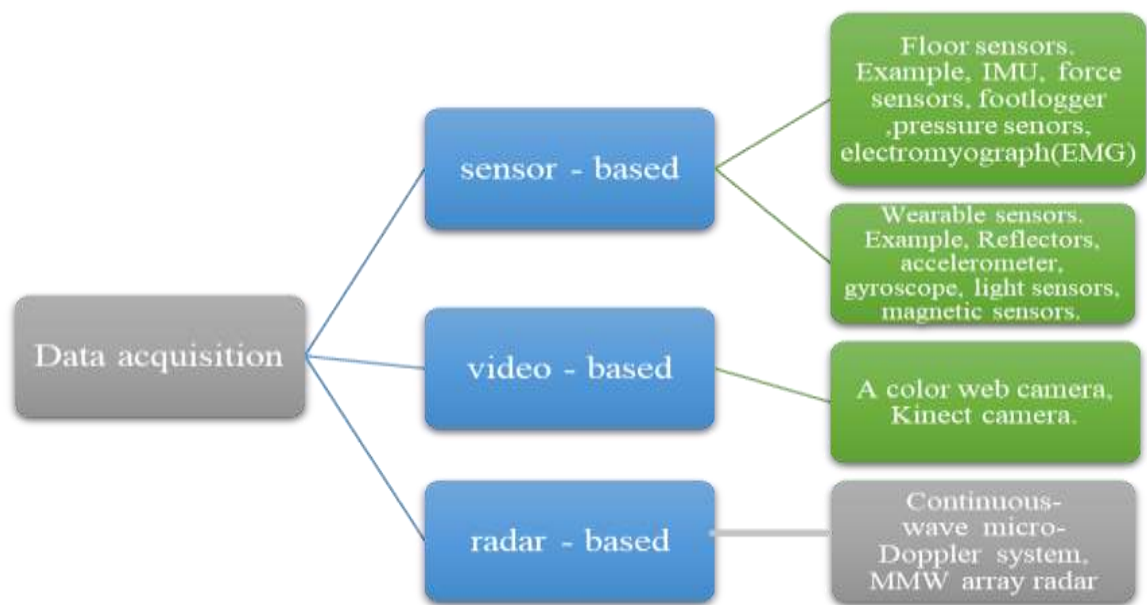 Data acquisition
sensor - based
Floor sensors.
Example, IMU, force
sensors, footlogger
,pressure senors,
electromyograph(EMG)
Wearable sensors.
Example, Reflectors,
accelerometer,
gyroscope, light sensors,
magnetic sensors.
video - based
A color web camera,
Kinect camera.
radar - based
Continuous-
wave micro-
Doppler system,
MMW array radar